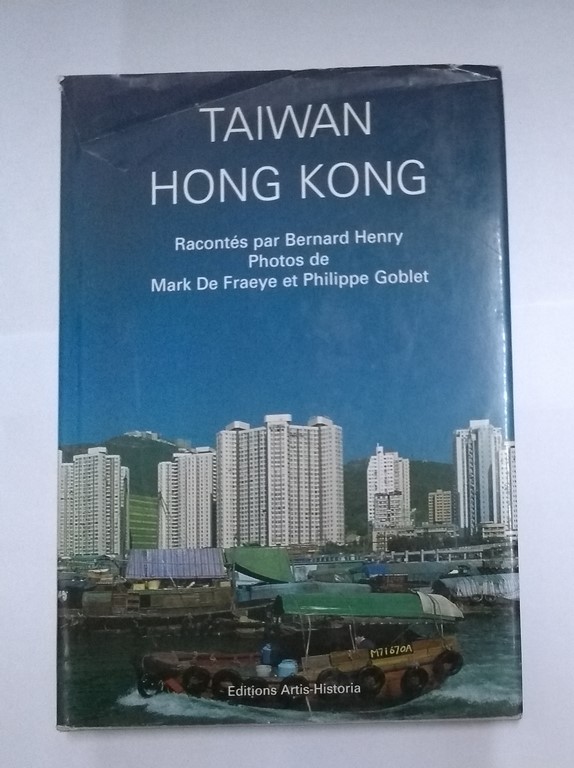 TAIWAN
HONG KONG
Racontés par Bernard Henry
Photos de
Mark De Fraeye et Philippe Goblet
M71670A
Editions Artis-Historia